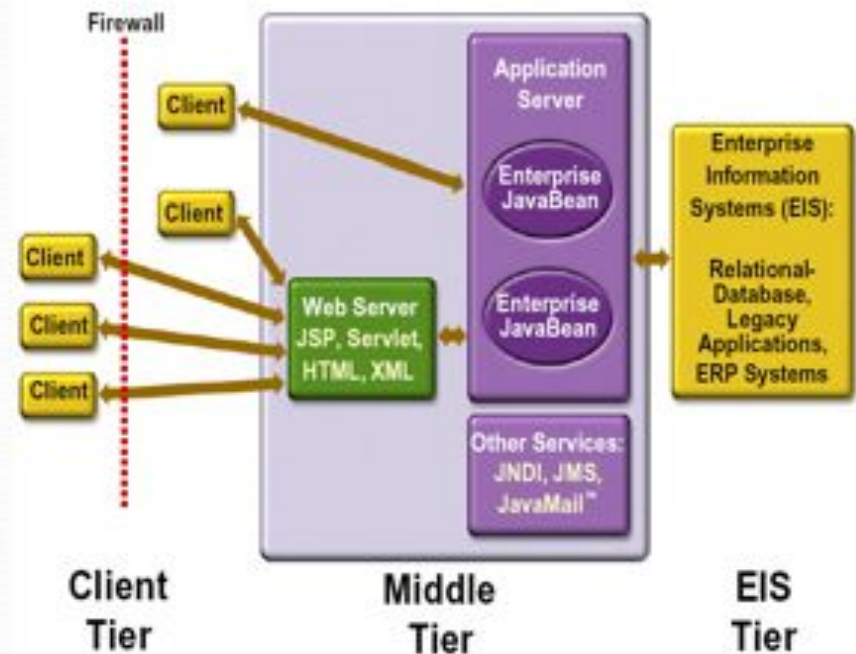 Firewall
Client
Client
Client
Client
Client
Web Server
JSP, Servlet,
HTML, XML
Application
Server
Enterprise
JavaBean
Enterprise
JavaBean
Other Services:
JNDI, JMS,
JavaMail™
Enterprise
Information
Systems (EIS):
Relational-
Database,
Legacy
Applications,
ERP Systems
Client
Tier
Middle
Tier
EIS
Tier